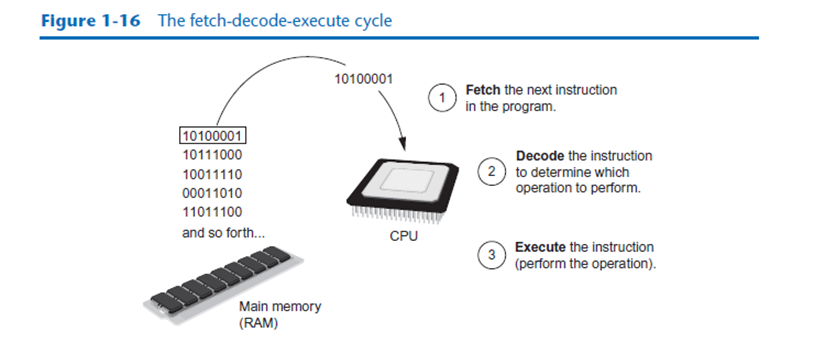 Figure 1-16 The fetch-decode-execute cycle
10100001
10100001
10111000
10011110
00011010
11011100
and so forth...
Main memory
(RAM)
CPU
1
Fetch the next instruction
in the program.
2
Decode the instruction
to determine which
operation to perform.
3
Execute the instruction
(perform the operation).